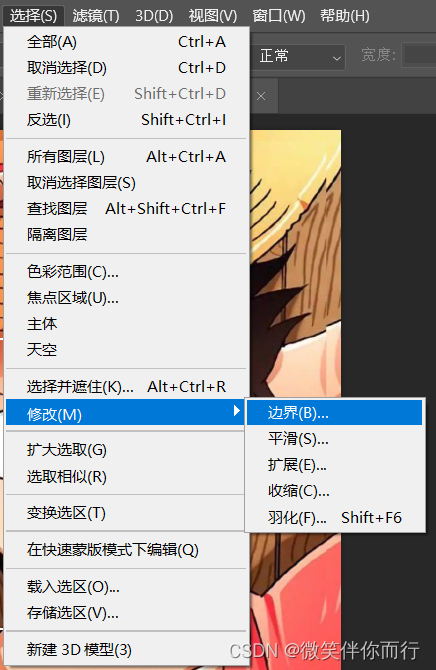 选择(S) 滤镜(T) 3D(D) 视图(V) 窗口(W) 帮助(H)
正常 宽度:
全部(A) Ctrl+A
取消选择(D) Ctrl+D
重新选择(E) Shift+Ctrl+D
反选(I) Shift+Ctrl+I
所有图层(L) Alt+Ctrl+A
取消选择图层(S)
查找图层 Alt+Shift+Ctrl+F
隔离图层
色彩范围(C)...
焦点区域(U)...
主体
天空
选择并遮住(K)... Alt+Ctrl+R
修改(M)
边界(B)...
平滑(S)...
扩展(E)...
收缩(C)...
羽化(F)... Shift+F6
扩大选取(G)
选取相似(R)
变换选区(T)
在快速蒙版模式下编辑(Q)
载入选区(O)...
存储选区(V)...
新建 3D 模型(3)
CSDN @微笑伴你而行